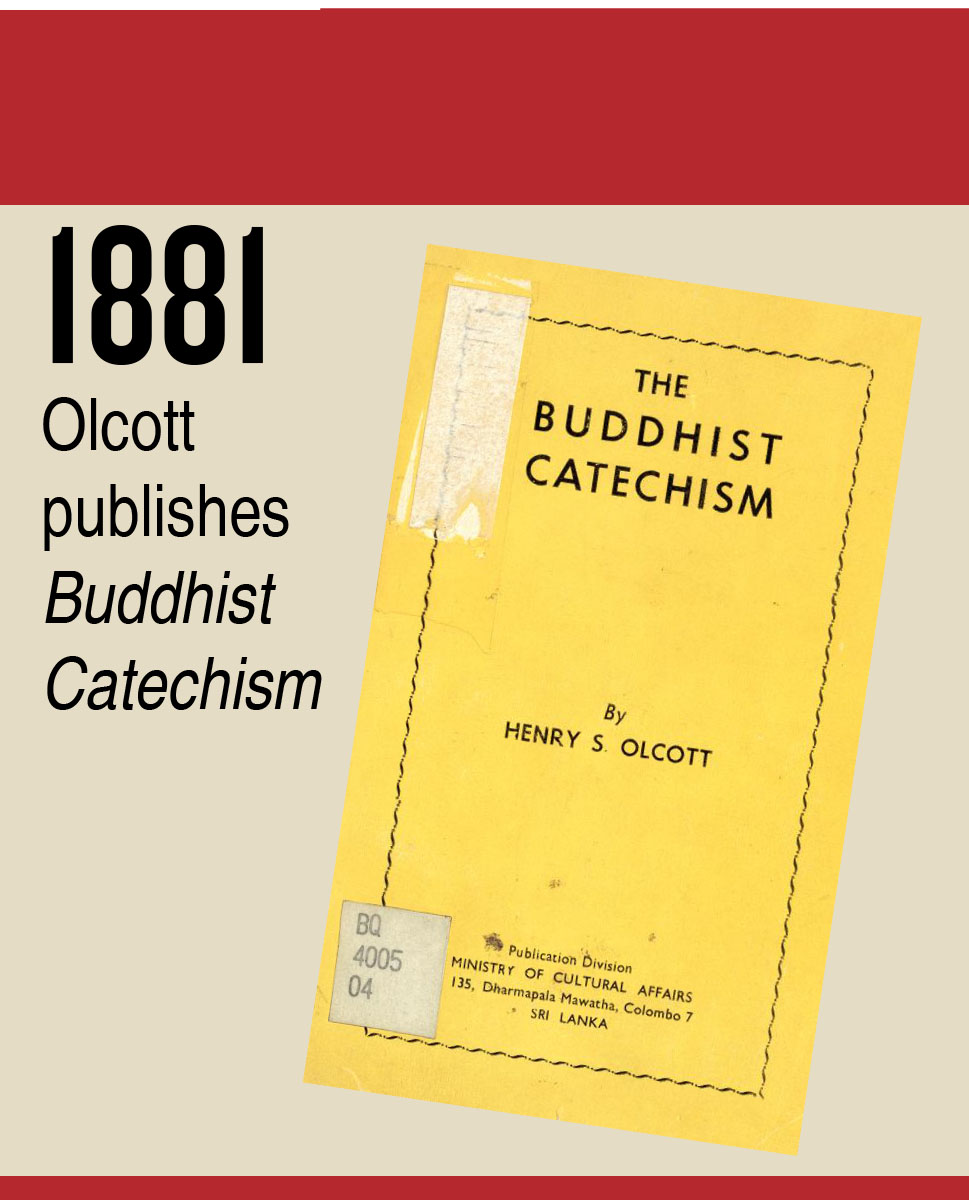 1881
Olcott
publishes
Buddhist
Catechism
THE
BUDDHIST
CATECHISM
By
HENRY S. OLCOTT
BQ
4005
04
Publication Division
MINISTRY OF CULTURAL AFFAIRS
135, Dharmapala Mawatha, Colombo 7
SRI LANKA